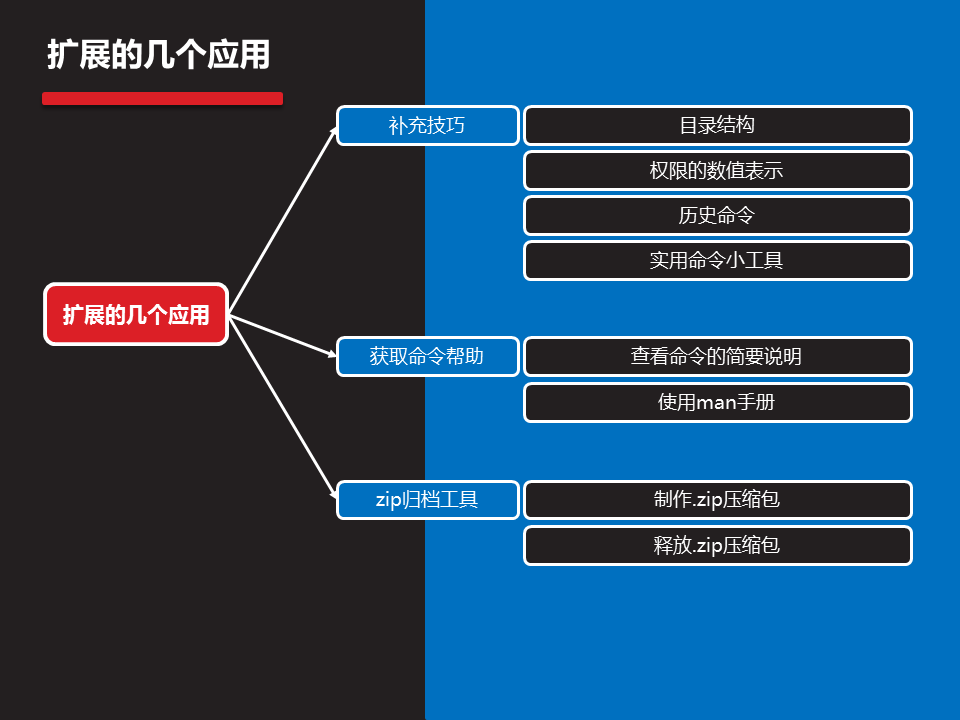 扩展的几个应用
补充技巧
目录结构
权限的数值表示
历史命令
实用命令小工具
扩展的几个应用
获取命令帮助
查看命令的简要说明
使用man手册
zip归档工具
制作.zip压缩包
释放.zip压缩包